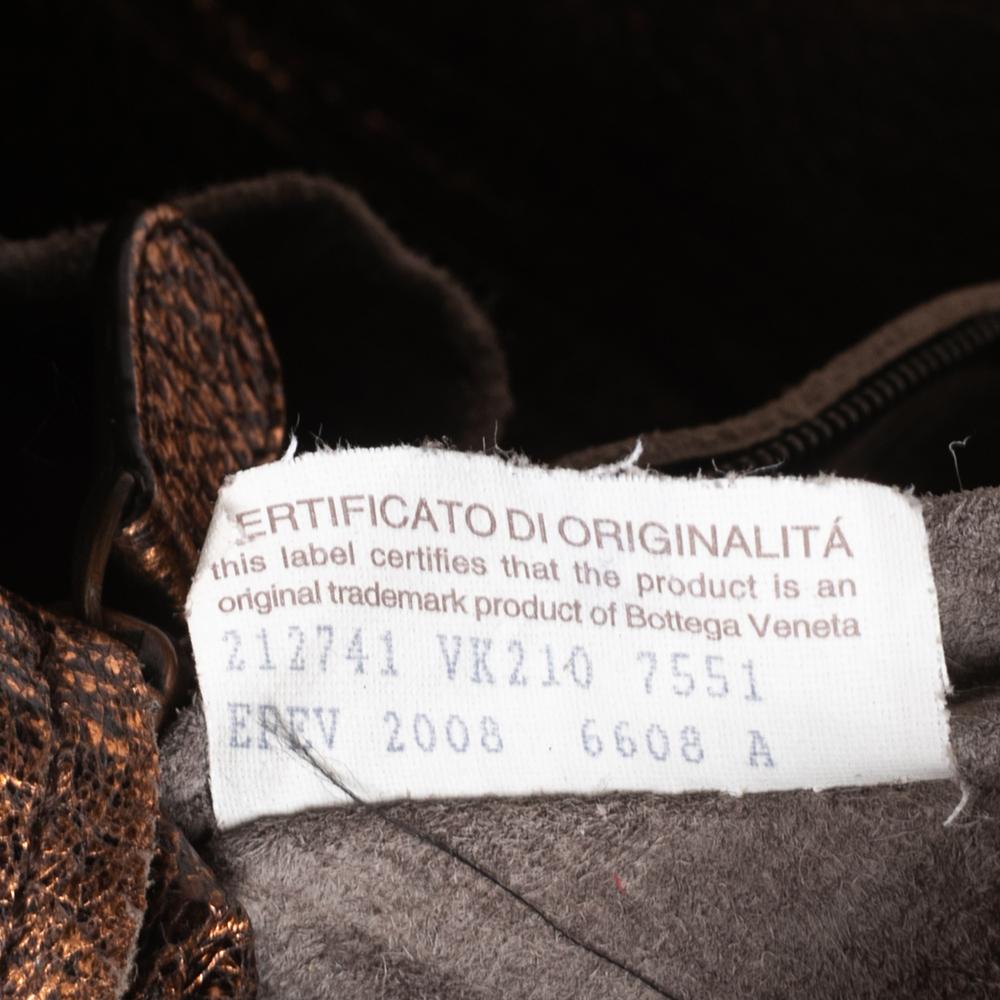 ERTIFICATO DI ORIGINALITÁ
this label certifies that the product is an
original trademark product of Bottega Veneta
212741 VK210 7551
2008 6608 A